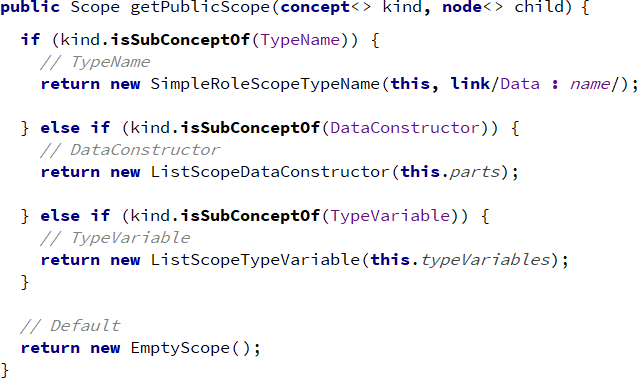 public Scope getPublicScope(concept<> kind, node<> child) {
if (kind.isSubConceptOf(TypeName)) {
// TypeName
return new SimpleRoleScopeTypeName(this, link/Data : name/);
} else if (kind.isSubConceptOf(DataConstructor)) {
// DataConstructor
return new ListScopeDataConstructor(this.parts);
} else if (kind.isSubConceptOf(TypeVariable)) {
// TypeVariable
return new ListScopeTypeVariable(this.typeVariables);
}
// Default
return new EmptyScope();
}